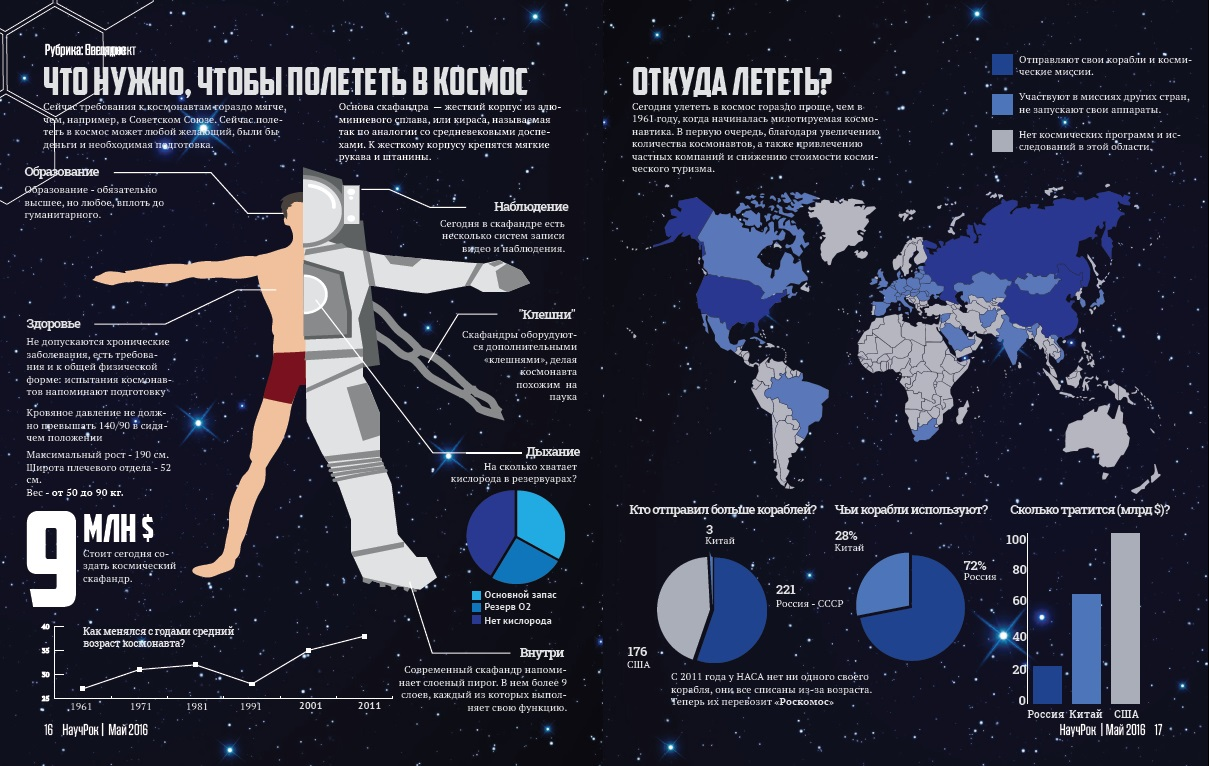 Рубрика:
ЧТО НУЖНО, ЧТОБЫ ПОЛЕТЕТЬ В КОСМОС
Сейчас требования к космонавтам гораздо мягче,
чем, например, в Советском Союзе. Сейчас поле-
теть в космос может любой желающий, были бы
деньги и необходимая подготовка.
Основа скафандра — жесткий корпус из алю-
миниевого сплава, или кираса, называемая
так по аналогии со средневековыми доспе-
хами. К жесткому корпусу крепятся мягкие
рукава и штанины.
Образование
Образование - обязательно
высшее, но любое, вплоть до
гуманитарного.
Наблюдение
Сегодня в скафандре есть
несколько систем записи
видео и наблюдения.
Здоровье
Не допускаются хронические
заболевания, есть требова-
ния и к общей физической
форме: испытания космонав-
тов напоминают подготовку
Кровяное давление не долж-
но превышать 140/90 в сидя-
чем положении
Максимальный рост - 190 см.
Широта плечевого отдела - 52
см.
Вес - от 50 до 90 кг.
"Клешни"
Скафандры оборудуют-
ся дополнительными
«клешнями», делая
космонавта
похожим на
паука
Дыхание
На сколько хватает
кислорода в резервуарах?
Основной запас
Резерв О2
Нет кислорода
9 МЛН $
Стоит сегодня со-
здать космический
скафандр.
Как менялся с годами средний
возраст космонавта?
40
35
30
25
1961 1971 1981 1991 2001 2011
Внутри
Современный скафандр напоми-
нает слоеный пирог. В нем более 9
слоев, каждый из которых выпол-
няет свою функцию.
16 НаучРок | Май 2016
ОТКУДА ЛЕТЕТЬ?
Сегодня улететь в космос гораздо проще, чем в
1961 году, когда начиналась пилотируемая космо-
навтика. В первую очередь, благодаря увеличению
количества космонавтов, а также привлечению
частных компаний и снижению стоимости косми-
ческого туризма.
Отправляют свои корабли и косми-
ческие миссии.
Участвуют в миссиях других стран,
не запускают свои аппараты.
Нет космических программ и ис-
следований в этой области.
Кто отправил больше кораблей?
3
Китай
221
Россия - СССР
176
США
Чьи корабли используют?
28%
Китай
72%
Россия
С 2011 года у НАСА нет ни одного своего
корабля, они все списаны из-за возраста.
Теперь их перевозит «Роскомос»
Сколько тратится (млрд $)?
100
80
60
40
20
0
Россия Китай США
НаучРок | Май 2016 17